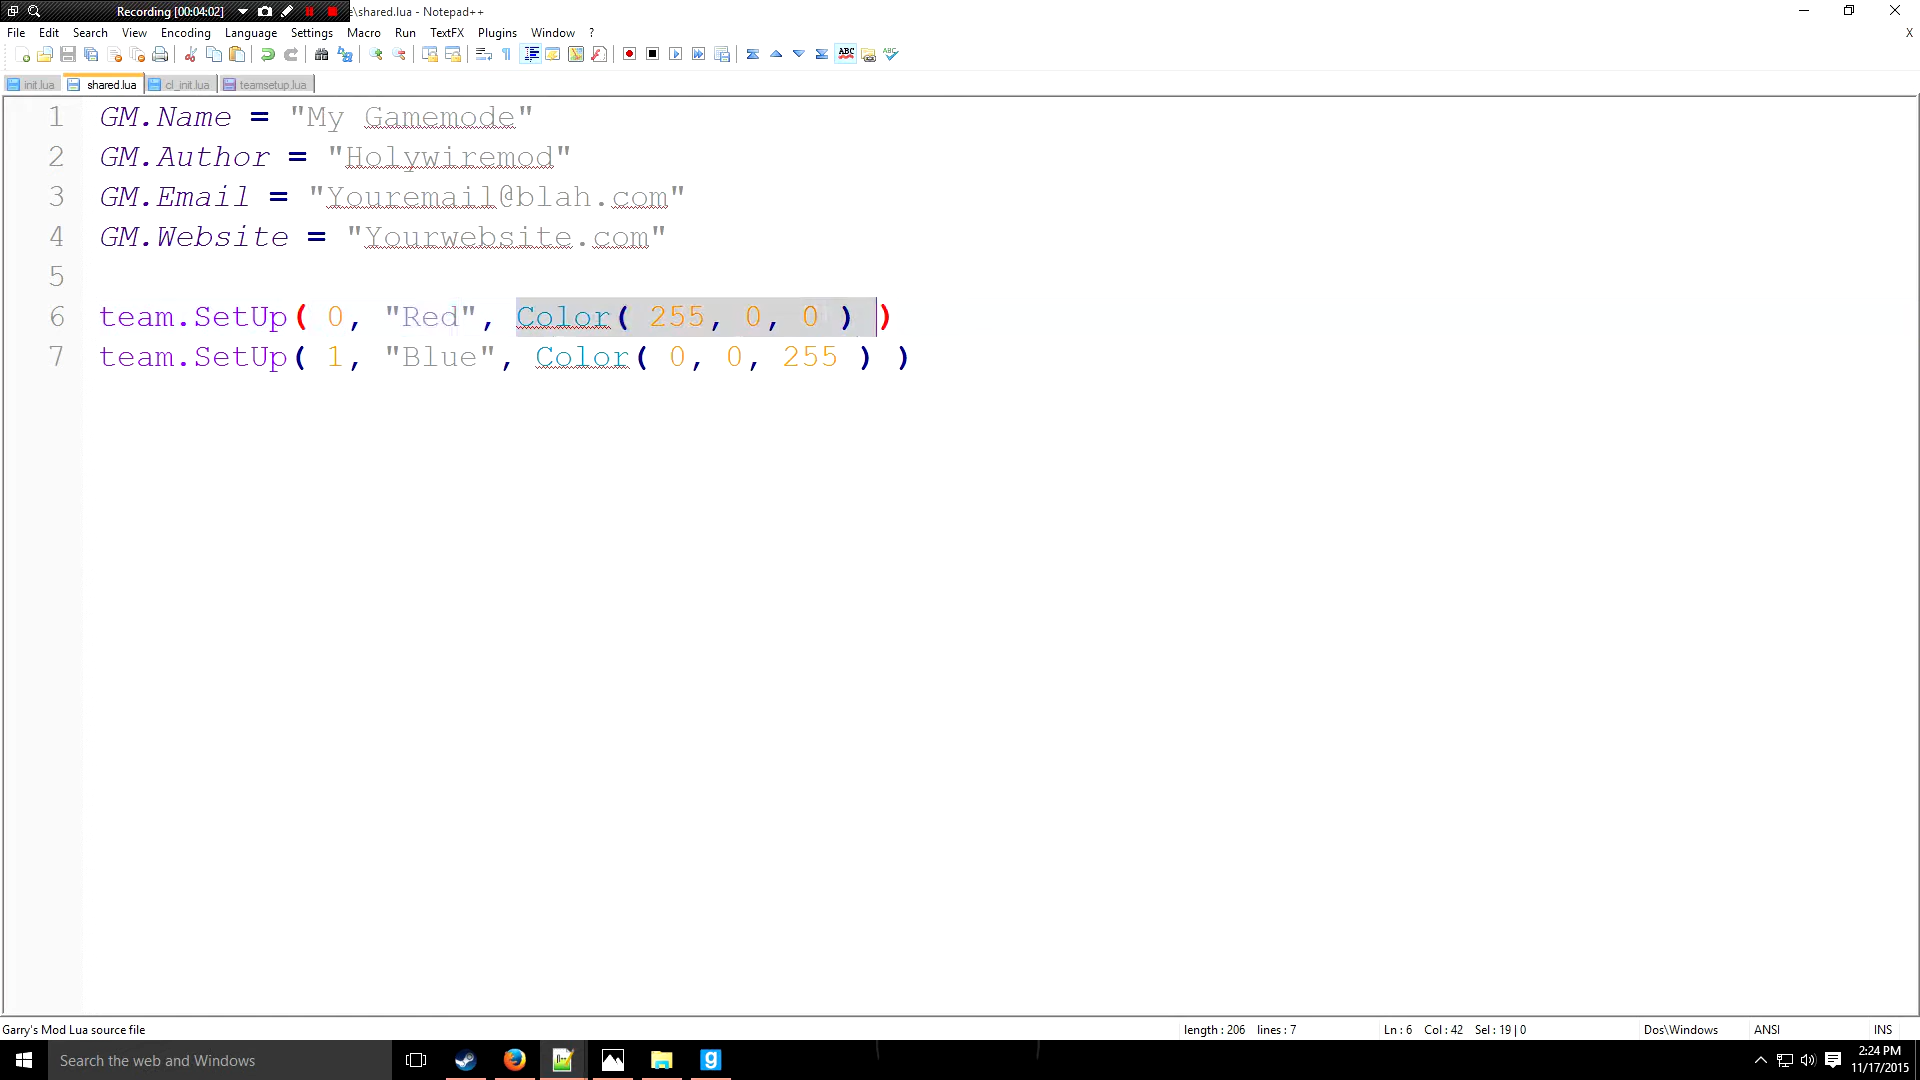 Recording [00:04:02] e\shared.lua - Notepad++
File Edit Search View Encoding Language Settings Macro Run TextFX Plugins Window ? X
init.lua shared.lua cl_init.lua teamsetup.lua
1 GM.Name = "My Gamemode"
2 GM.Author = "Holywiremod"
3 GM.Email = "Youremail@blah.com"
4 GM.Website = "Yourwebsite.com"
5
6 team.SetUp( 0, "Red", Color( 255, 0, 0 ) )
7 team.SetUp( 1, "Blue", Color( 0, 0, 255 ) )
Garry's Mod Lua source file length : 206 lines : 7 Ln : 6 Col : 42 Sel : 19 | 0 Dos\Windows ANSI INS
Search the web and Windows
2:24 PM
11/17/2015